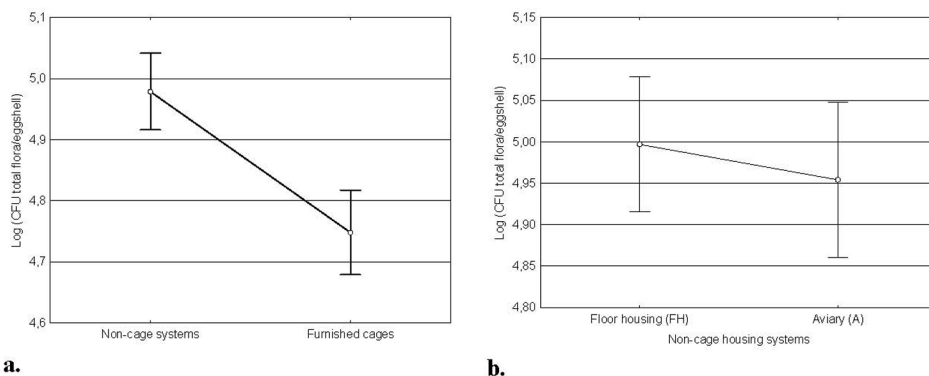 5,1
5,0
4,9
4,8
4,7
4,6
Log (CFU total flora/eggshell)
Non-cage systems
Furnished cages
a.
5,15
5,10
5,05
5,00
4,95
4,90
4,85
4,80
Log (CFU total flora/eggshell)
Floor housing (FH)
Aviary (A)
Non-cage housing systems
b.